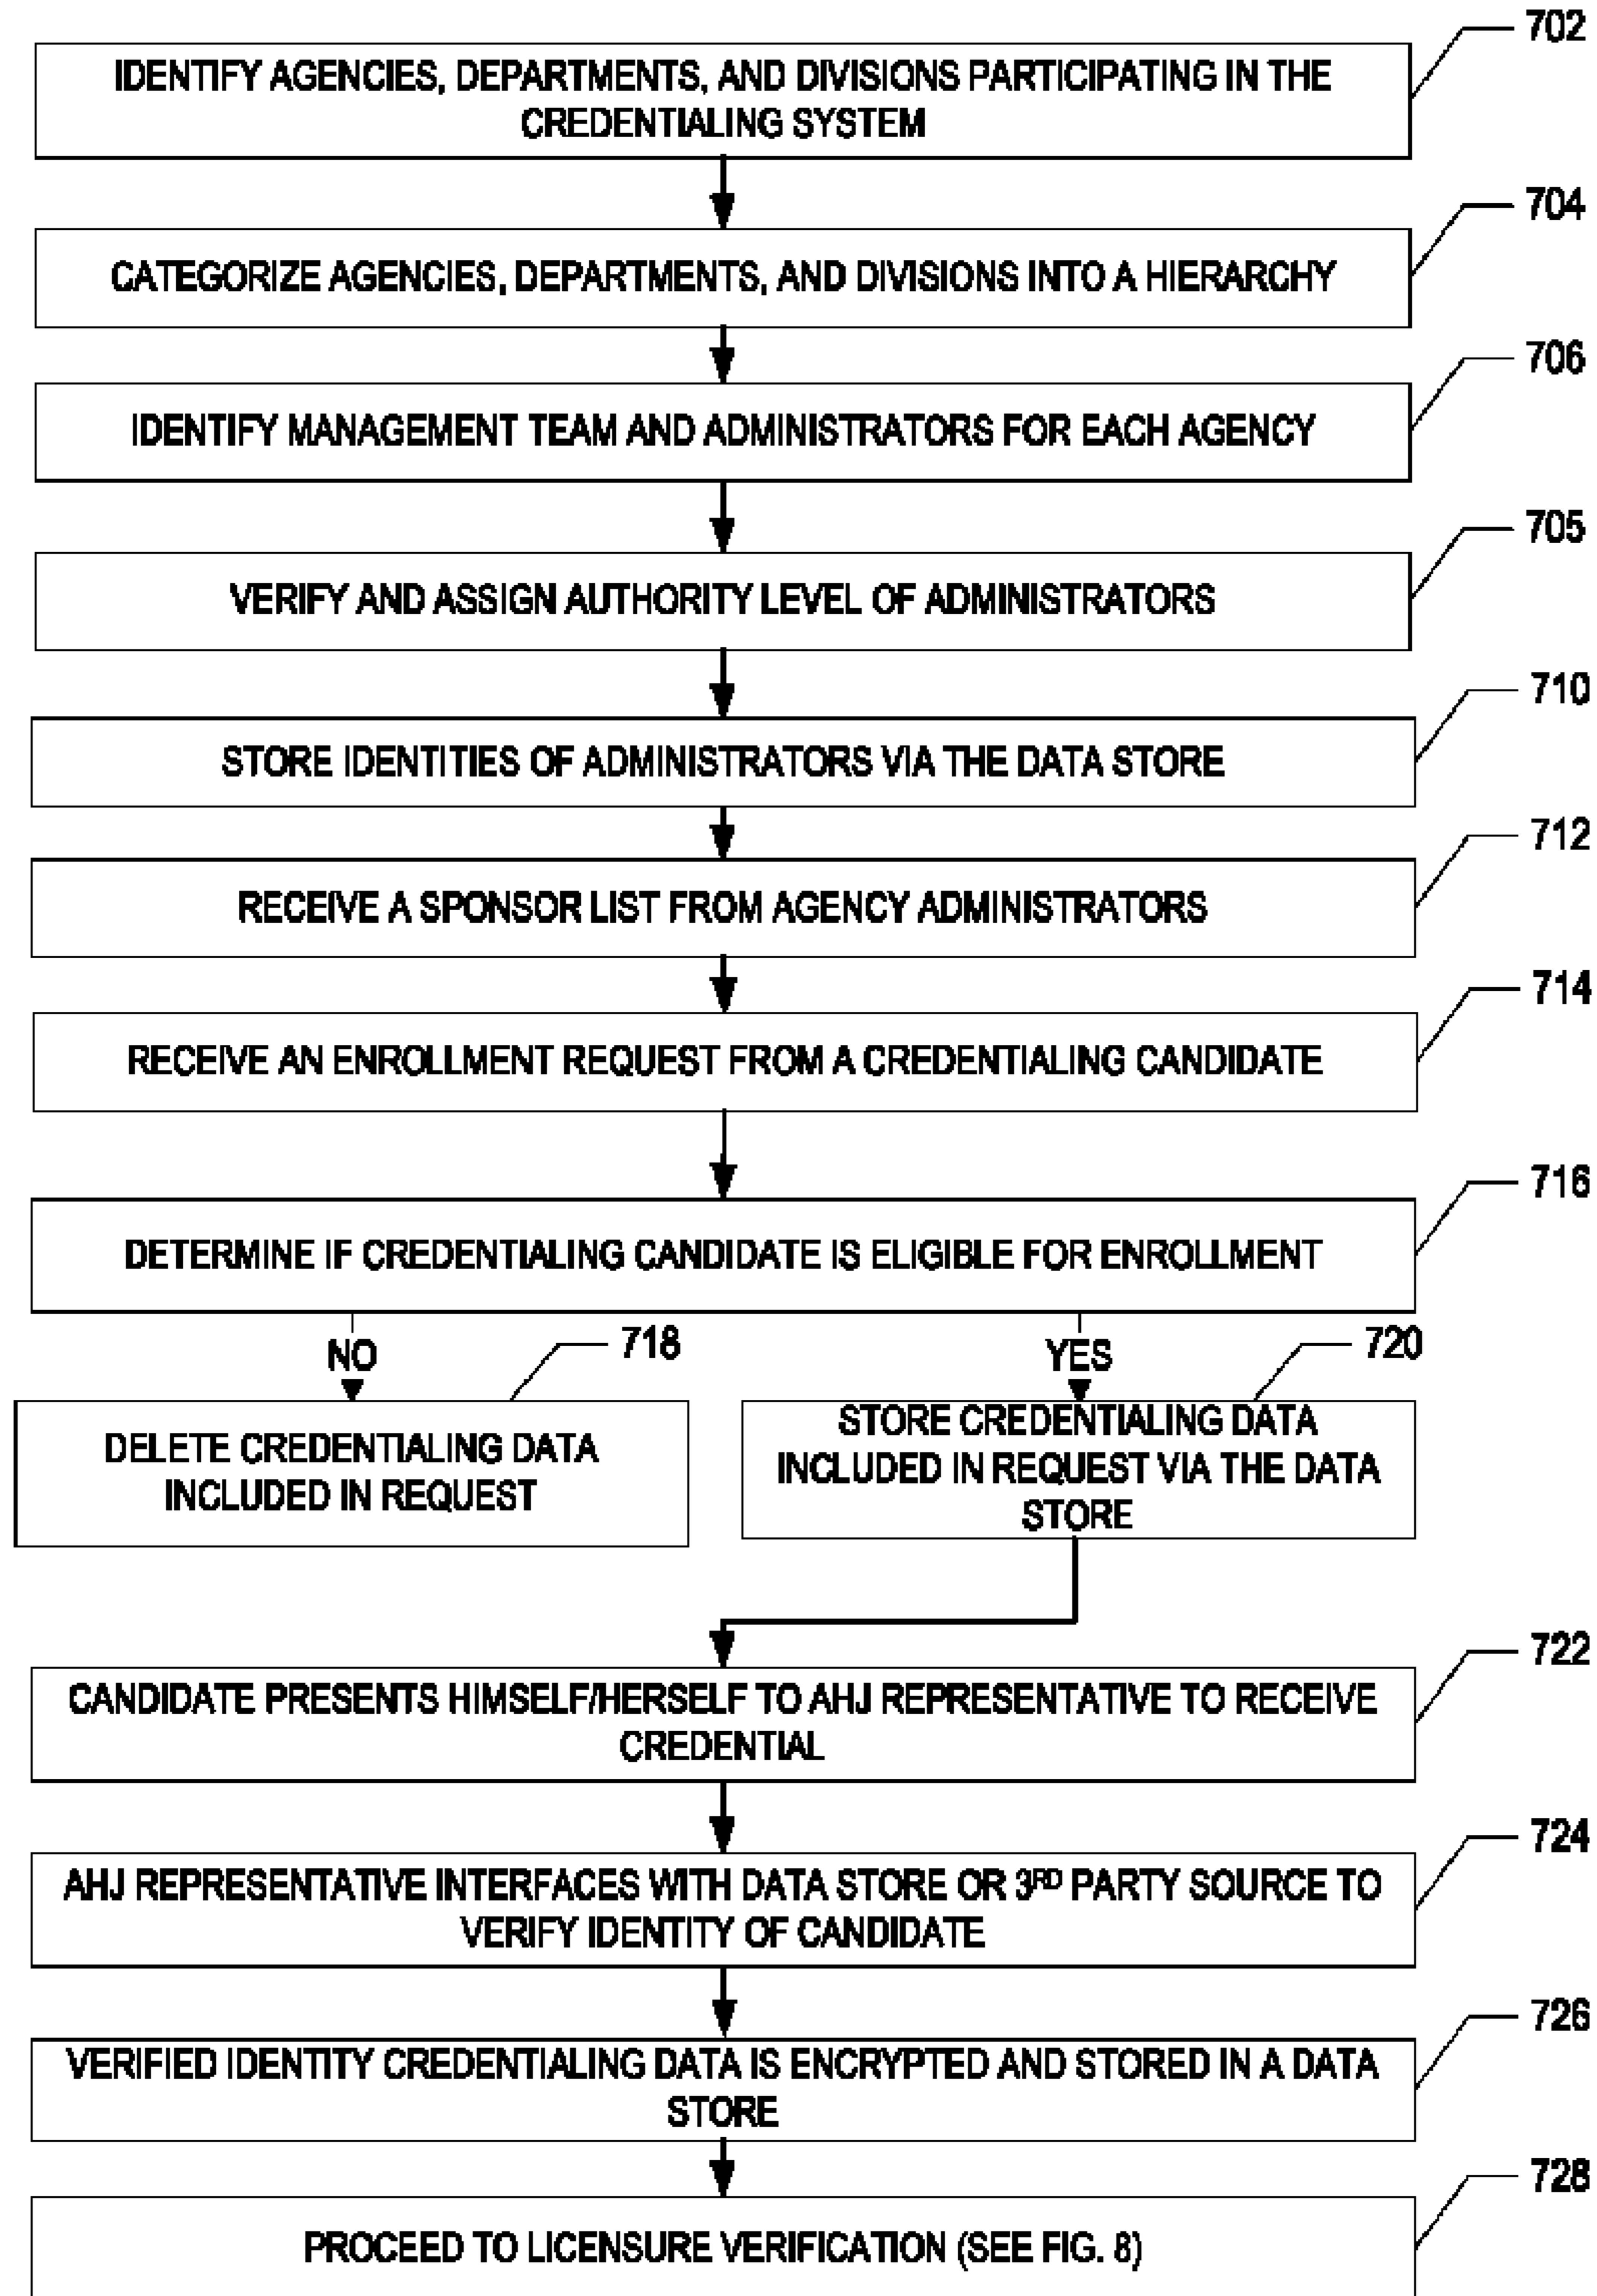 702
IDENTIFY AGENCIES, DEPARTMENTS, AND DIVISIONS PARTICIPATING IN THE
CREDENTIALING SYSTEM
704
CATEGORIZE AGENCIES, DEPARTMENTS, AND DIVISIONS INTO A HIERARCHY
706
IDENTIFY MANAGEMENT TEAM AND ADMINISTRATORS FOR EACH AGENCY
705
VERIFY AND ASSIGN AUTHORITY LEVEL OF ADMINISTRATORS
710
STORE IDENTITIES OF ADMINISTRATORS VIA THE DATA STORE
712
RECEIVE A SPONSOR LIST FROM AGENCY ADMINISTRATORS
714
RECEIVE AN ENROLLMENT REQUEST FROM A CREDENTIALING CANDIDATE
716
DETERMINE IF CREDENTIALING CANDIDATE IS ELIGIBLE FOR ENROLLMENT
NO
718
DELETE CREDENTIALING DATA
INCLUDED IN REQUEST
YES
720
STORE CREDENTIALING DATA
INCLUDED IN REQUEST VIA THE DATA
STORE
722
CANDIDATE PRESENTS HIMSELF/HERSELF TO AHJ REPRESENTATIVE TO RECEIVE
CREDENTIAL
724
AHJ REPRESENTATIVE INTERFACES WITH DATA STORE OR 3RD PARTY SOURCE TO
VERIFY IDENTITY OF CANDIDATE
726
VERIFIED IDENTITY CREDENTIALING DATA IS ENCRYPTED AND STORED IN A DATA
STORE
728
PROCEED TO LICENSURE VERIFICATION (SEE FIG. 8)